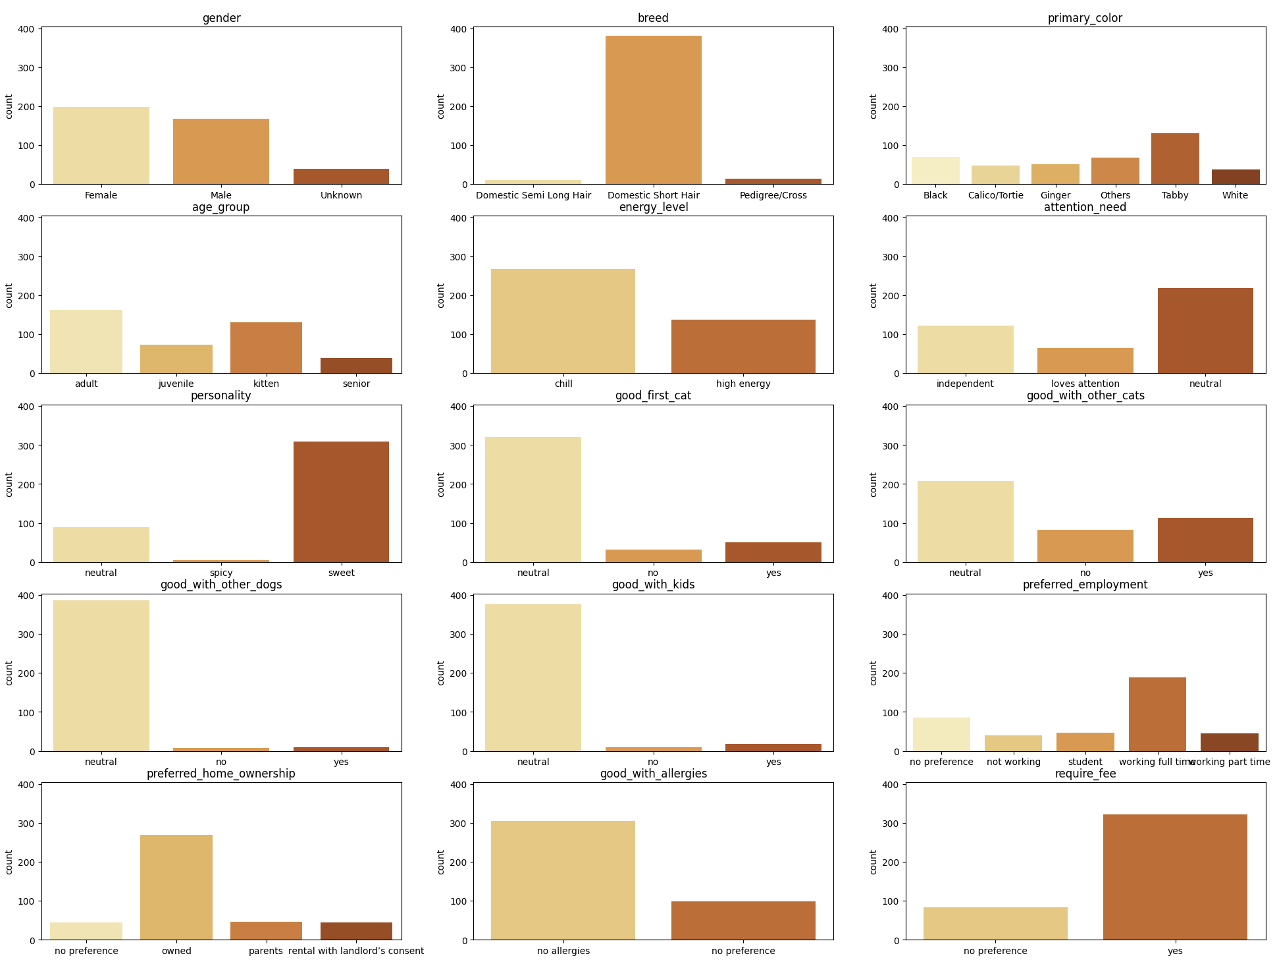 gender
400
300
200
100
0
count
Female Male Unknown
breed
400
300
200
100
0
count
Domestic Semi Long Hair Domestic Short Hair Pedigree/Cross
primary_color
400
300
200
100
0
count
Black Calico/Tortie Ginger Others Tabby White
age_group
400
300
200
100
0
count
adult juvenile kitten senior
energy_level
400
300
200
100
0
count
chill high energy
attention_need
400
300
200
100
0
count
independent loves attention neutral
personality
400
300
200
100
0
count
neutral spicy sweet
good_first_cat
400
300
200
100
0
count
neutral no yes
good_with_other_cats
400
300
200
100
0
count
neutral no yes
good_with_other_dogs
400
300
200
100
0
count
neutral no yes
good_with_kids
400
300
200
100
0
count
neutral no yes
preferred_employment
400
300
200
100
0
count
no preference not working student working full time working part time
preferred_home_ownership
400
300
200
100
0
count
no preference owned parents rental with landlord's consent
good_with_allergies
400
300
200
100
0
count
no allergies no preference
require_fee
400
300
200
100
0
count
no preference yes